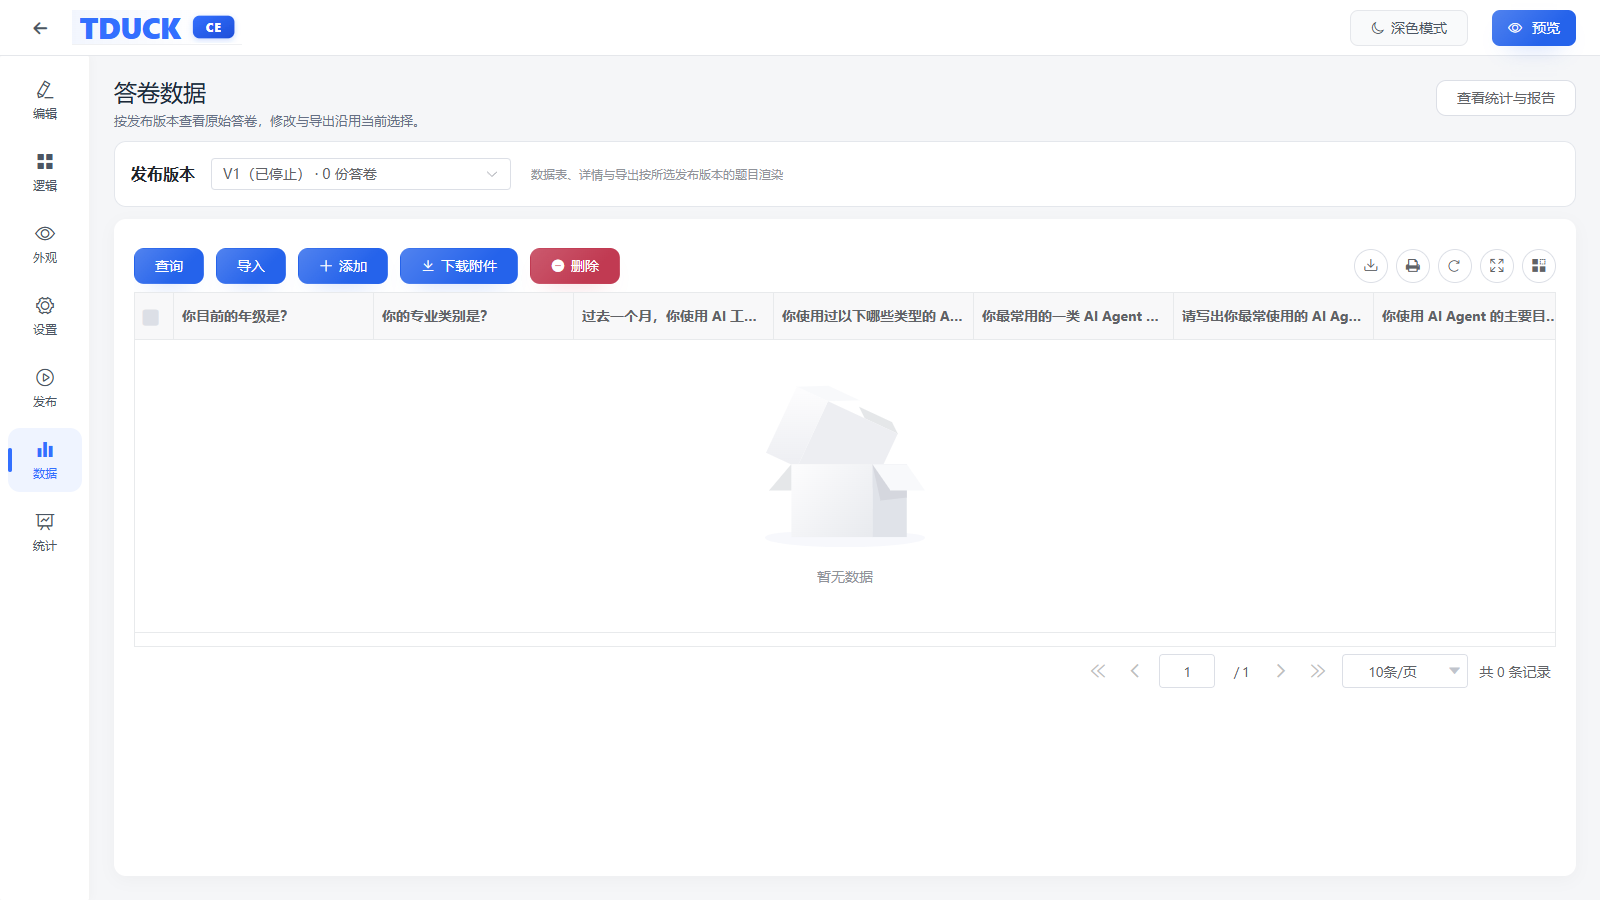 TDUCK CE
深色模式
预览
编辑
逻辑
外观
设置
发布
数据
统计
答卷数据
按发布版本查看原始答卷，修改与导出沿用当前选择。
查看统计与报告
发布版本
V1（已停止） · 0 份答卷
数据表、详情与导出按所选发布版本的题目渲染
查询
导入
添加
下载附件
删除
你目前的年级是？
你的专业类别是？
过去一个月，你使用 AI 工...
你使用过以下哪些类型的 A...
你最常用的一类 AI Agent ...
请写出你最常使用的 AI Ag...
你使用 AI Agent 的主要目...
暂无数据
1
/ 1
10条/页
共 0 条记录